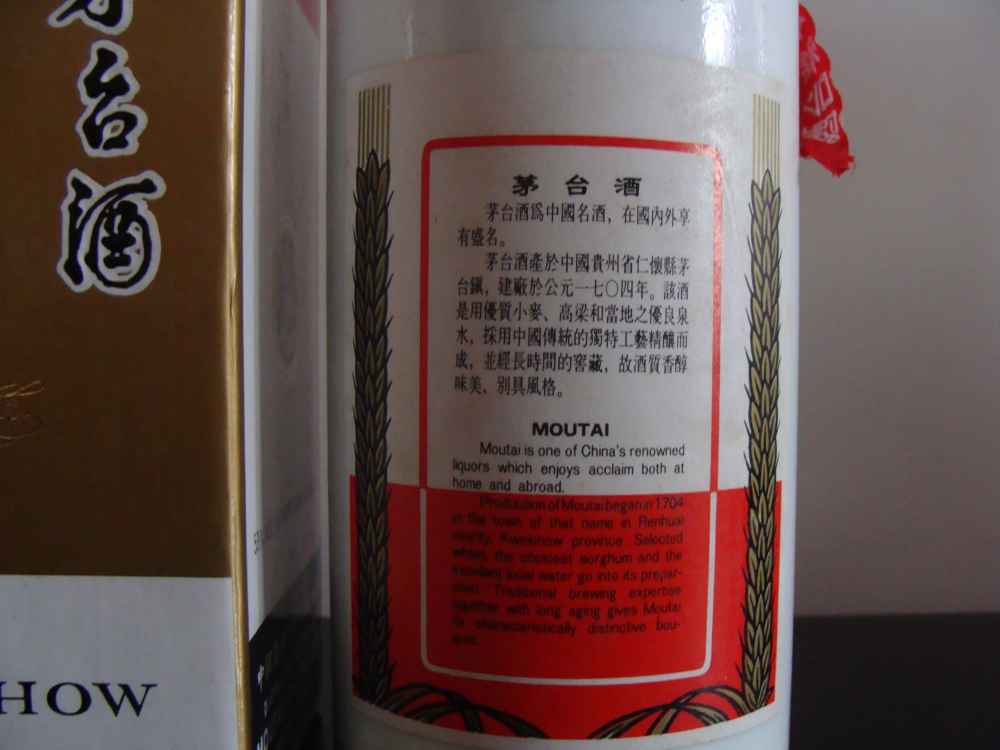 茅台酒
HOW
茅台酒
茅台酒爲中國名酒，在國內外享
有盛名。
茅台酒產於中國貴州省仁懷縣茅
台鎮，建廠於公元一七〇四年。該酒
是用優質小麥、高梁和當地之優良泉
水，採用中國傳統的獨特工藝精釀而
成，並經長時間的窖藏，故酒質香醇
味美、別具風格。
MOUTAI
Moutai is one of China's renowned
liquors which enjoys acclaim both at
home and abroad.
Production of Moutai began in 1704
in the town of that name in Renhuai
county, Kweichow province. Selected
wheat, the choicest sorghum and the
excellent local water go into its prepar-
ation. Traditional brewing expertise
together with long aging gives Moutai
its characteristically distinctive bou-
quet.